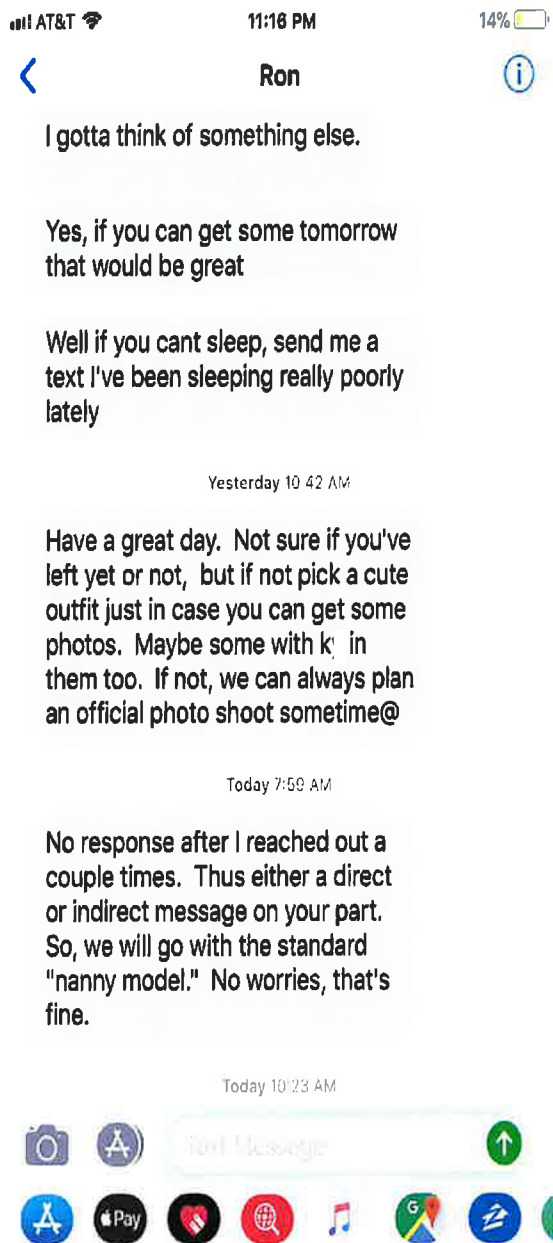 AT&T 11:16 PM 14%
Ron
I gotta think of something else.
Yes, if you can get some tomorrow
that would be great
Well if you cant sleep, send me a
text I've been sleeping really poorly
lately
Yesterday 10 42 AM
Have a great day. Not sure if you've
left yet or not, but if not pick a cute
outfit just in case you can get some
photos. Maybe some with in
them too. If not, we can always plan
an official photo shoot sometime@
Today 7:59 AM
No response after I reached out a
couple times. Thus either a direct
or indirect message on your part.
So, we will go with the standard
"nanny model." No worries, that's
fine.
Today 10:23 AM
Text Message
Pay
G